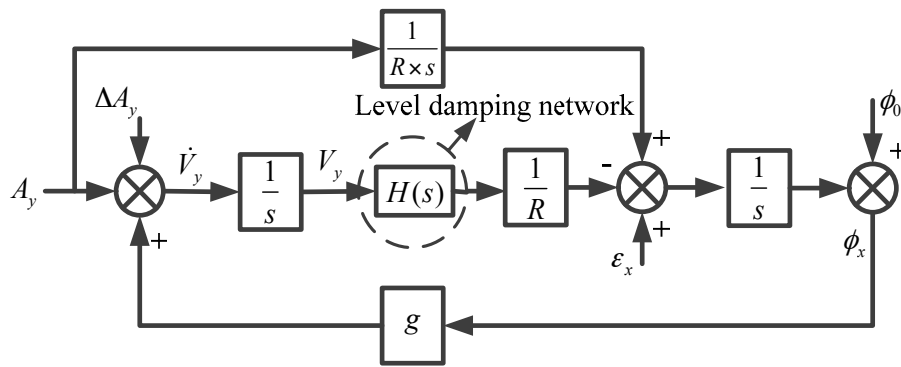 1
R × s
ΔA_y
Level damping network
ϕ_0
+
+
A_y
V̇_y
1
s
V_y
H(s)
1
R
-
1
s
+
+
ε_x
ϕ_x
g